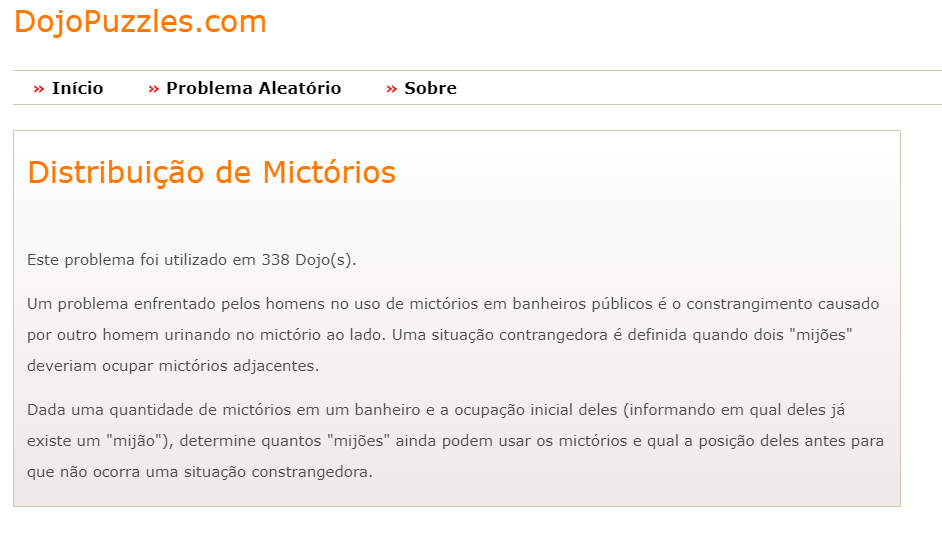 DojoPuzzles.com
» Início » Problema Aleatório » Sobre
Distribuição de Mictórios
Este problema foi utilizado em 338 Dojo(s).
Um problema enfrentado pelos homens no uso de mictórios em banheiros públicos é o constrangimento causado
por outro homem urinando no mictório ao lado. Uma situação contrangedora é definida quando dois "mijões"
deveriam ocupar mictórios adjacentes.
Dada uma quantidade de mictórios em um banheiro e a ocupação inicial deles (informando em qual deles já
existe um "mijão"), determine quantos "mijões" ainda podem usar os mictórios e qual a posição deles antes para
que não ocorra uma situação constrangedora.